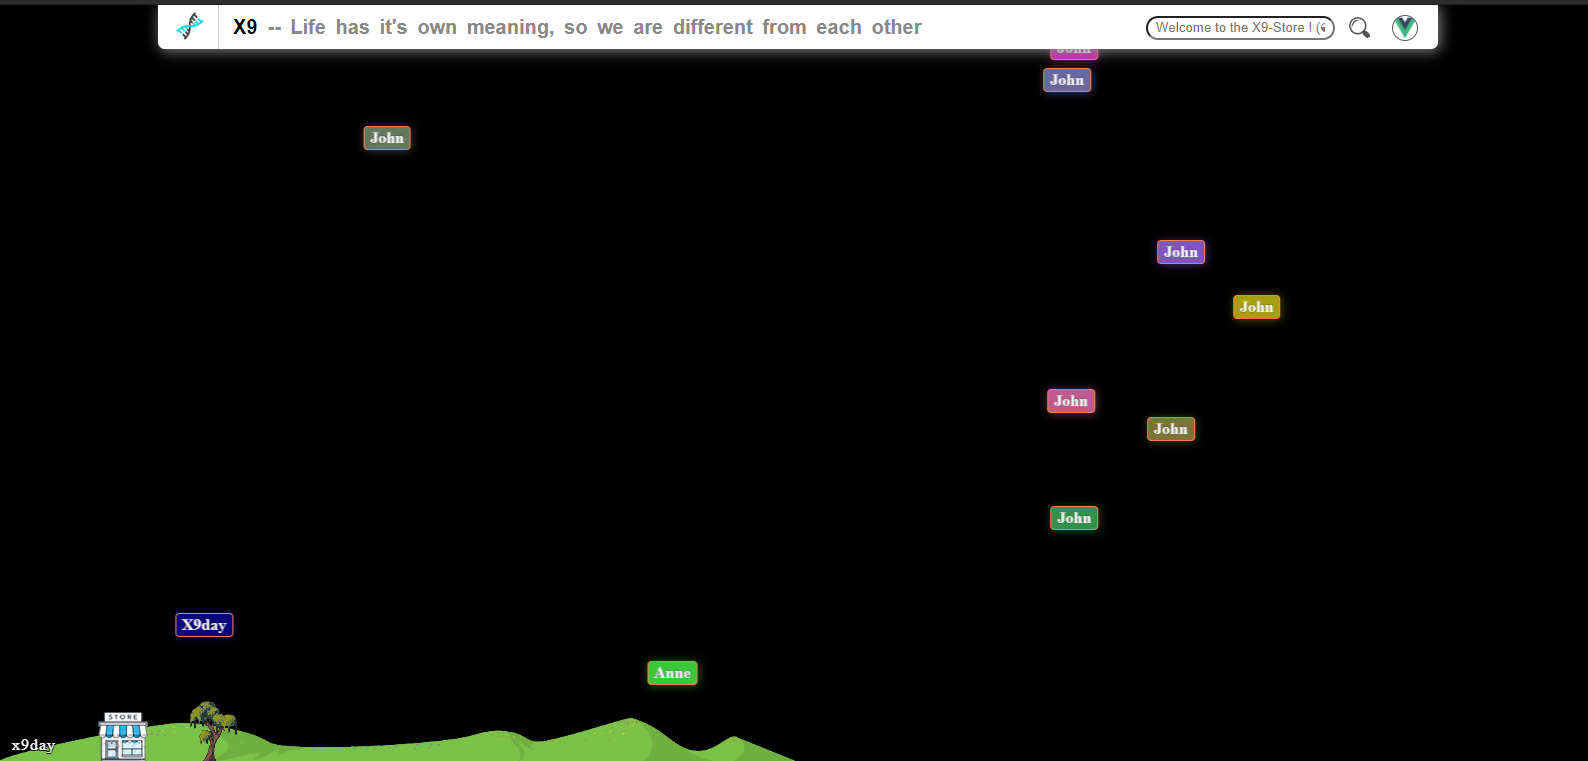 X9 -- Life has it's own meaning, so we are different from each other
Welcome to the X9-Store ! (
John
John
John
John
John
John
John
John
X9day
Anne
STORE
x9day